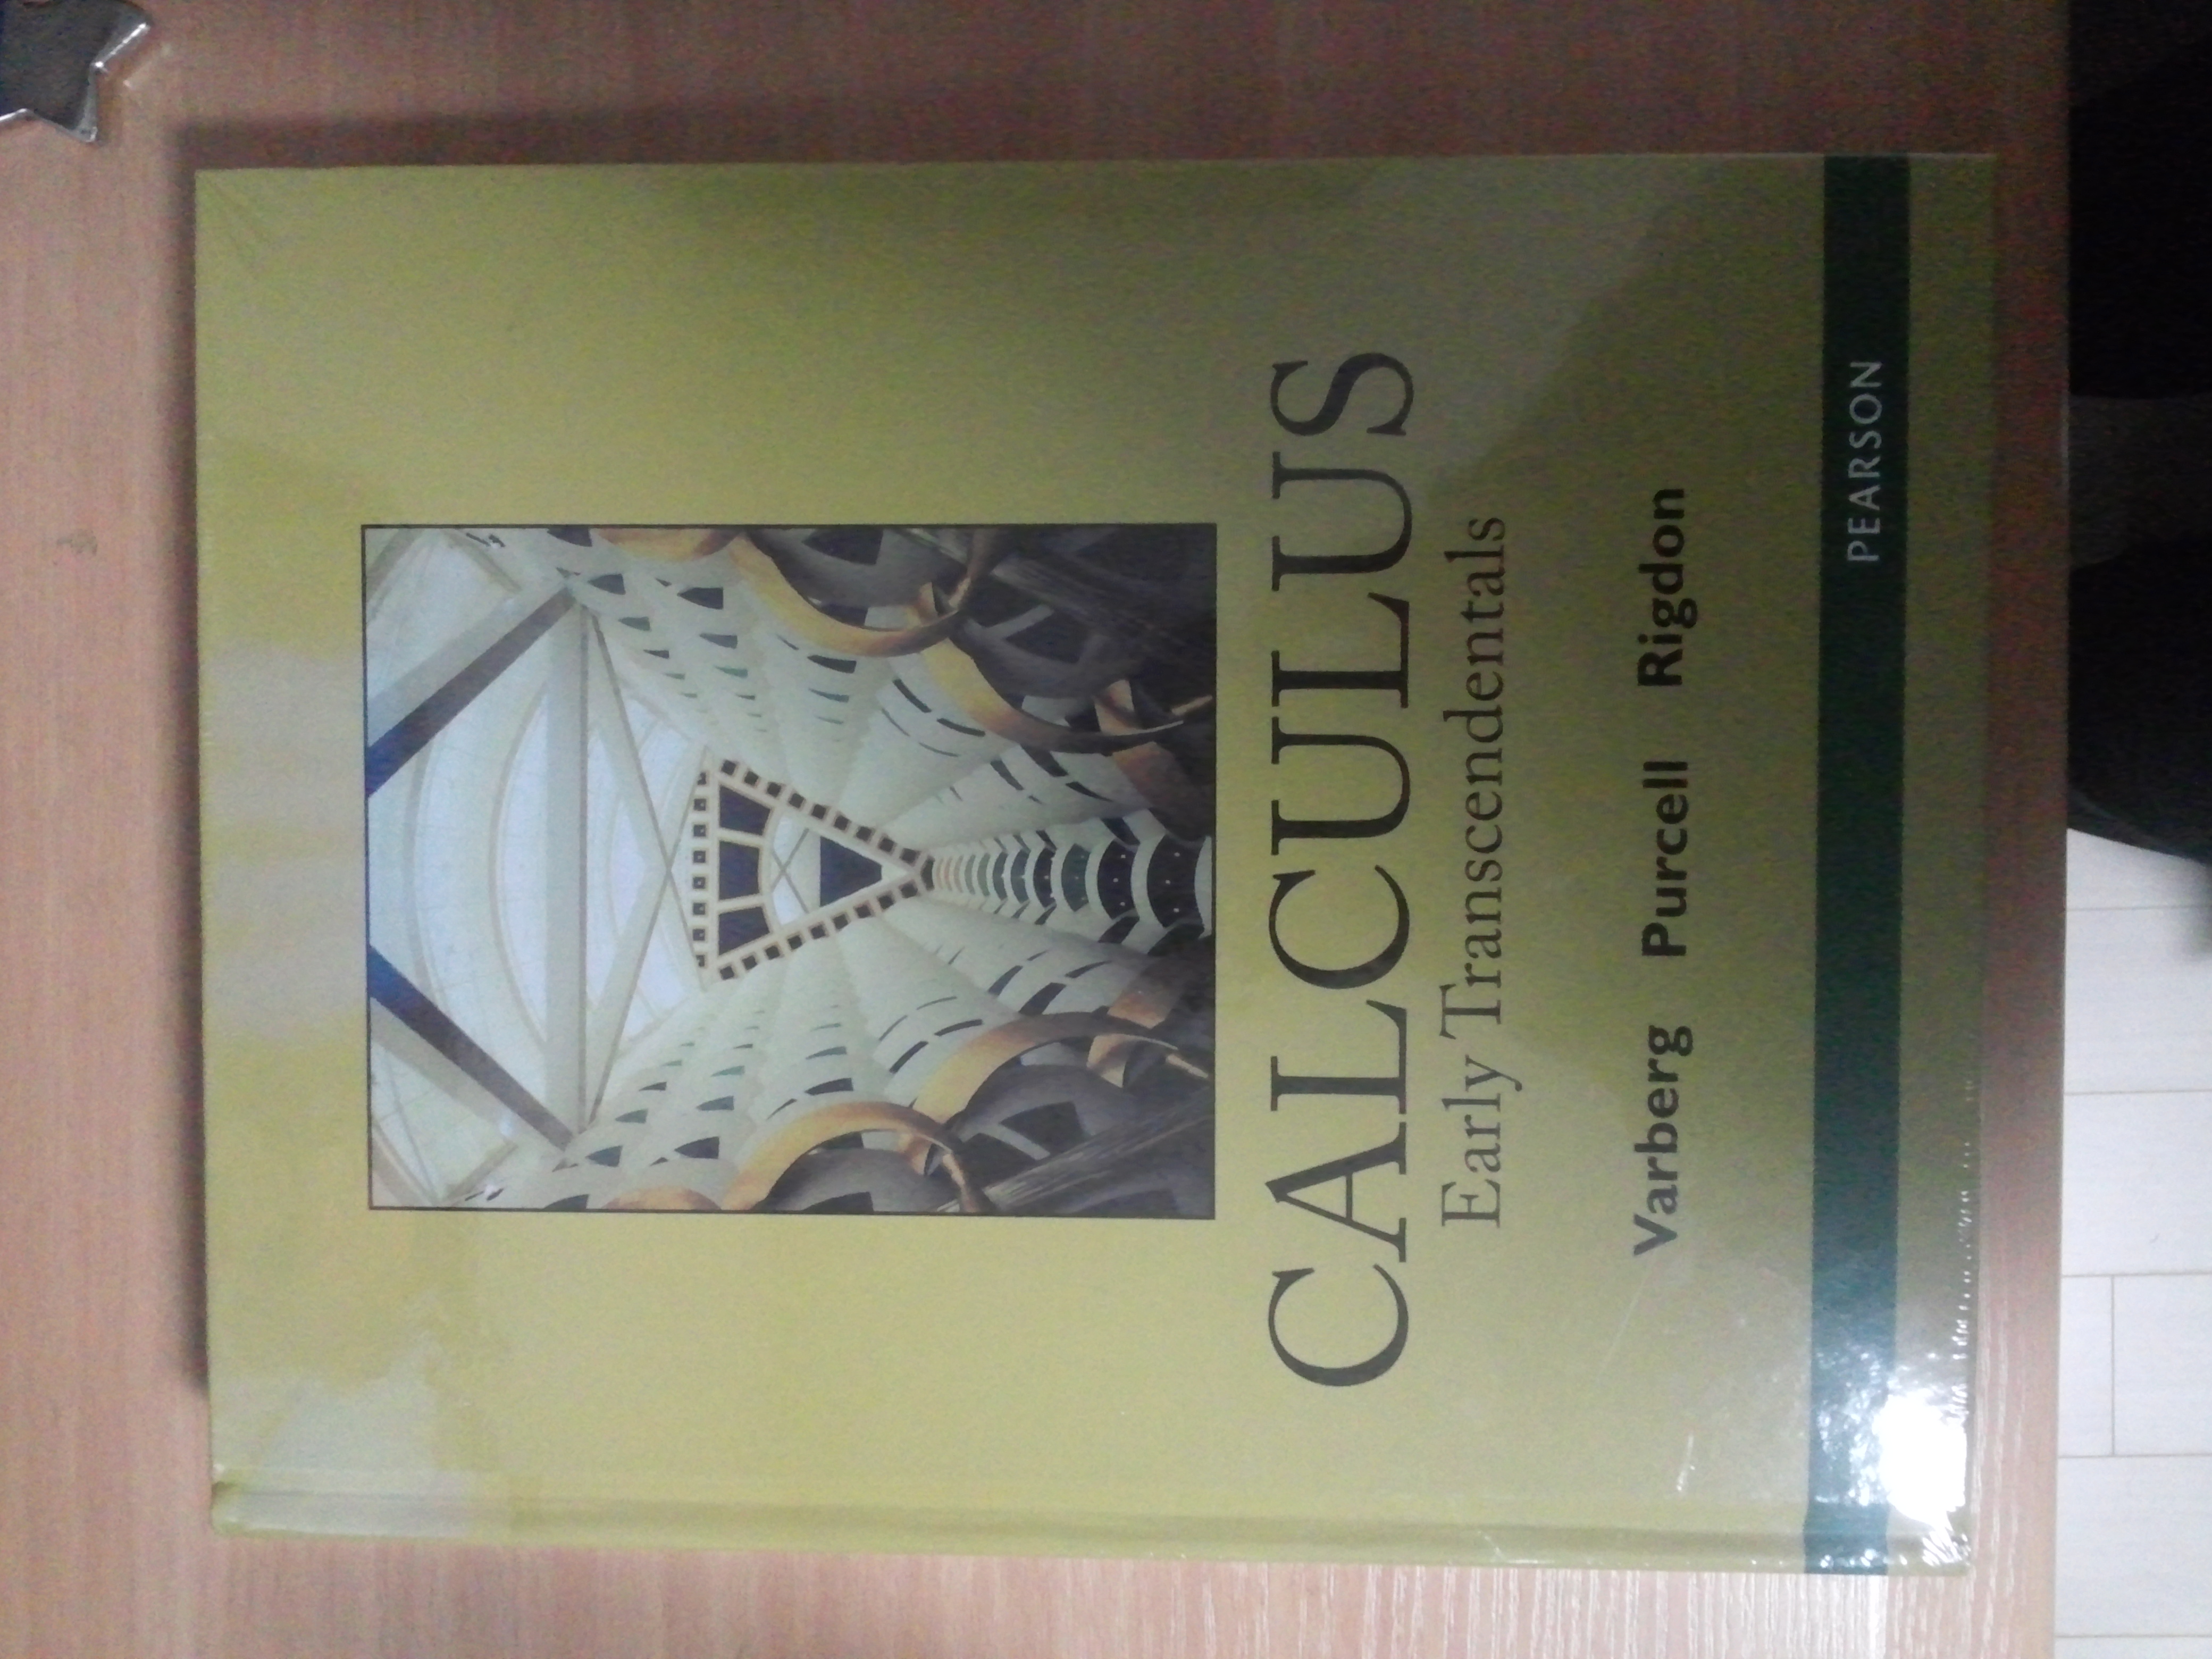 CALCULUS
Early Transcendentals
Varberg Purcell Rigdon
PEARSON